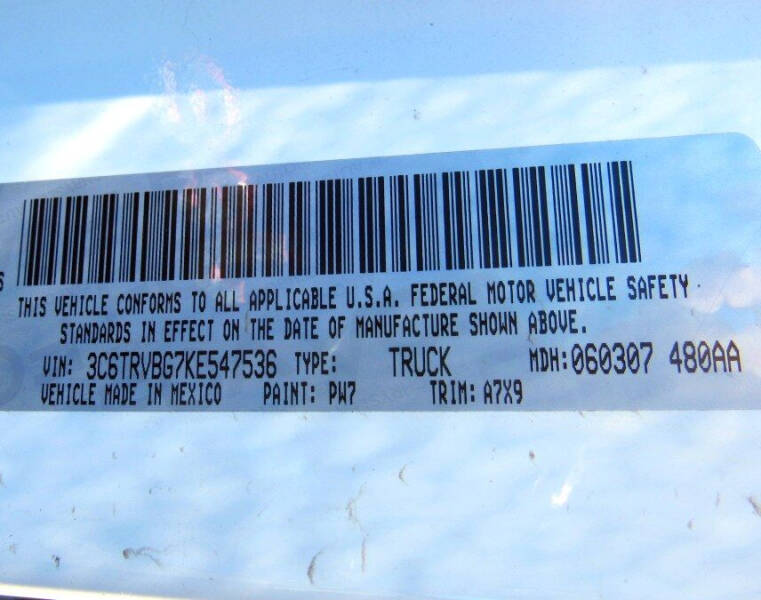 THIS VEHICLE CONFORMS TO ALL APPLICABLE U.S.A. FEDERAL MOTOR VEHICLE SAFETY
STANDARDS IN EFFECT ON THE DATE OF MANUFACTURE SHOWN ABOVE.
VIN: 3C6TRVBG7KE547536 TYPE: TRUCK MDH:060307 480AA
VEHICLE MADE IN MEXICO PAINT: PW7 TRIM: A7X9